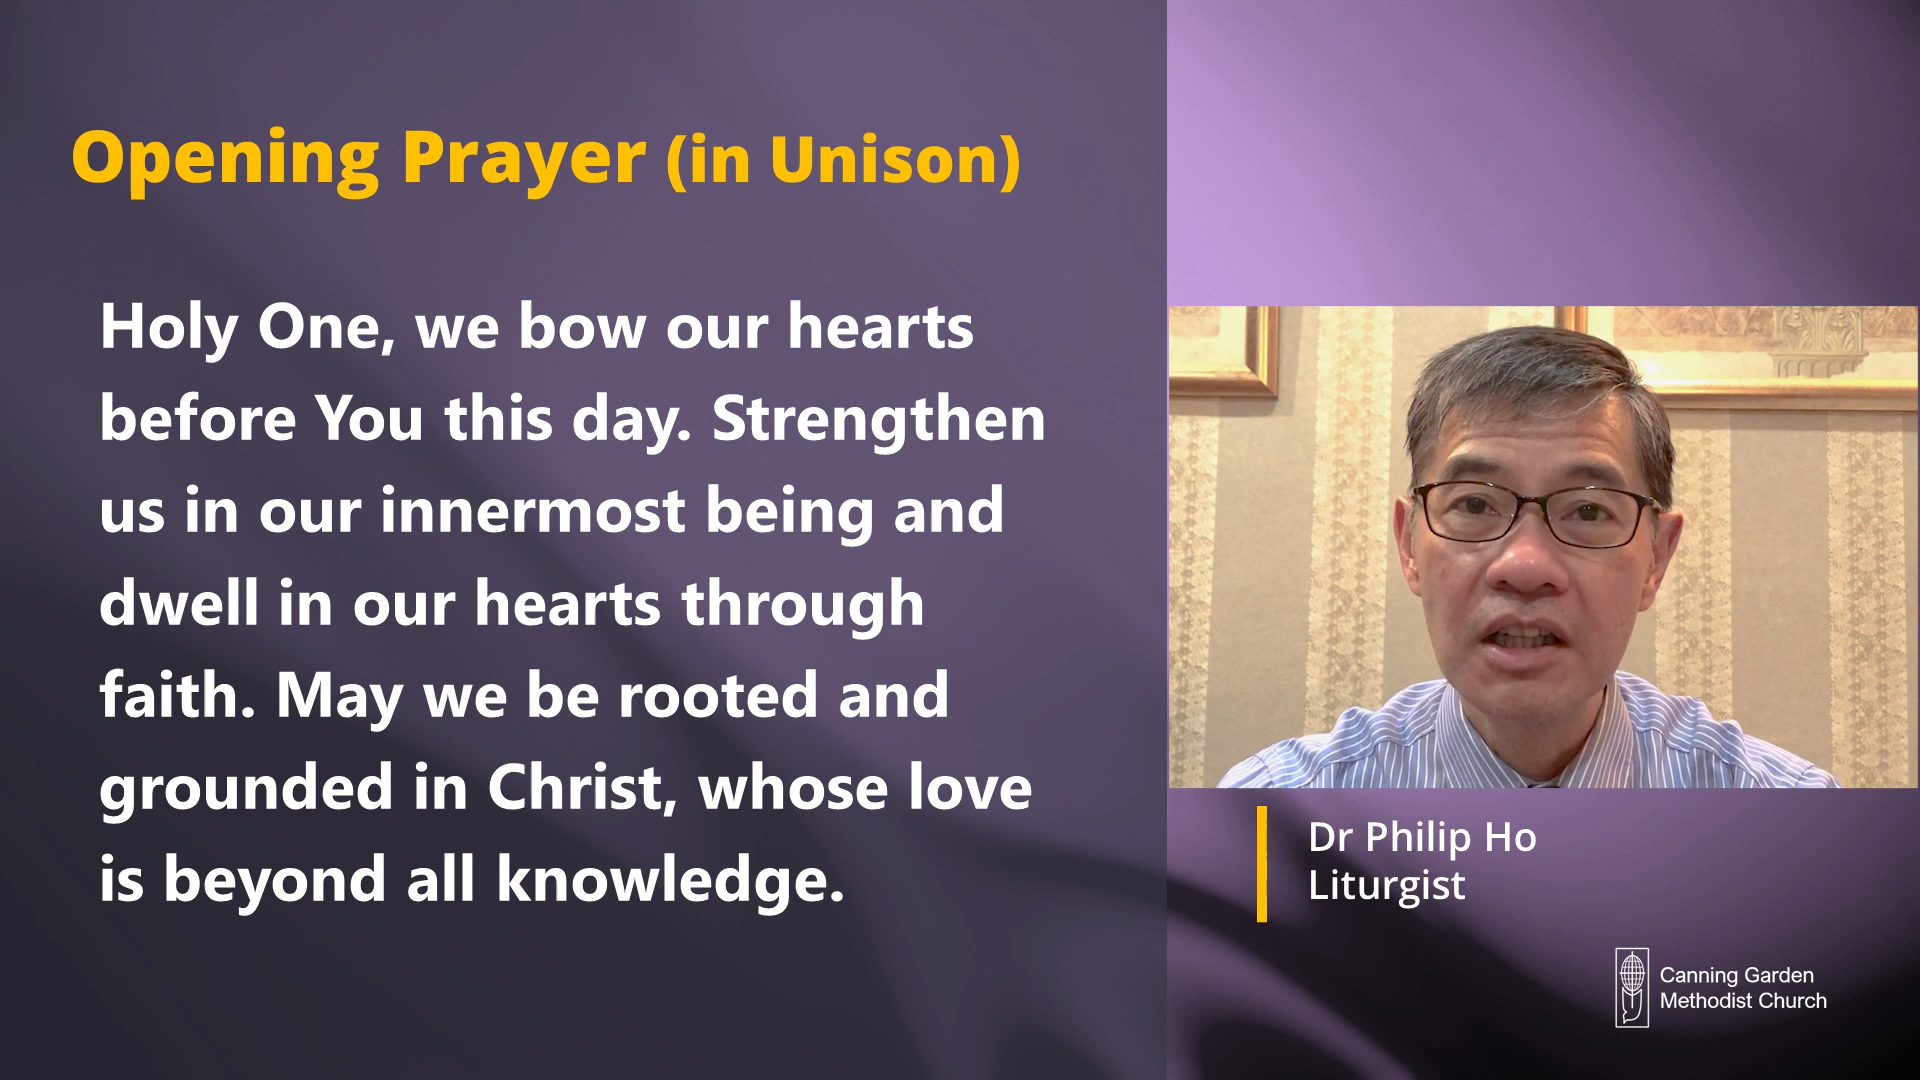 Opening Prayer (in Unison)
Holy One, we bow our hearts
before You this day. Strengthen
us in our innermost being and
dwell in our hearts through
faith. May we be rooted and
grounded in Christ, whose love
is beyond all knowledge.
Dr Philip Ho
Liturgist
Canning Garden
Methodist Church